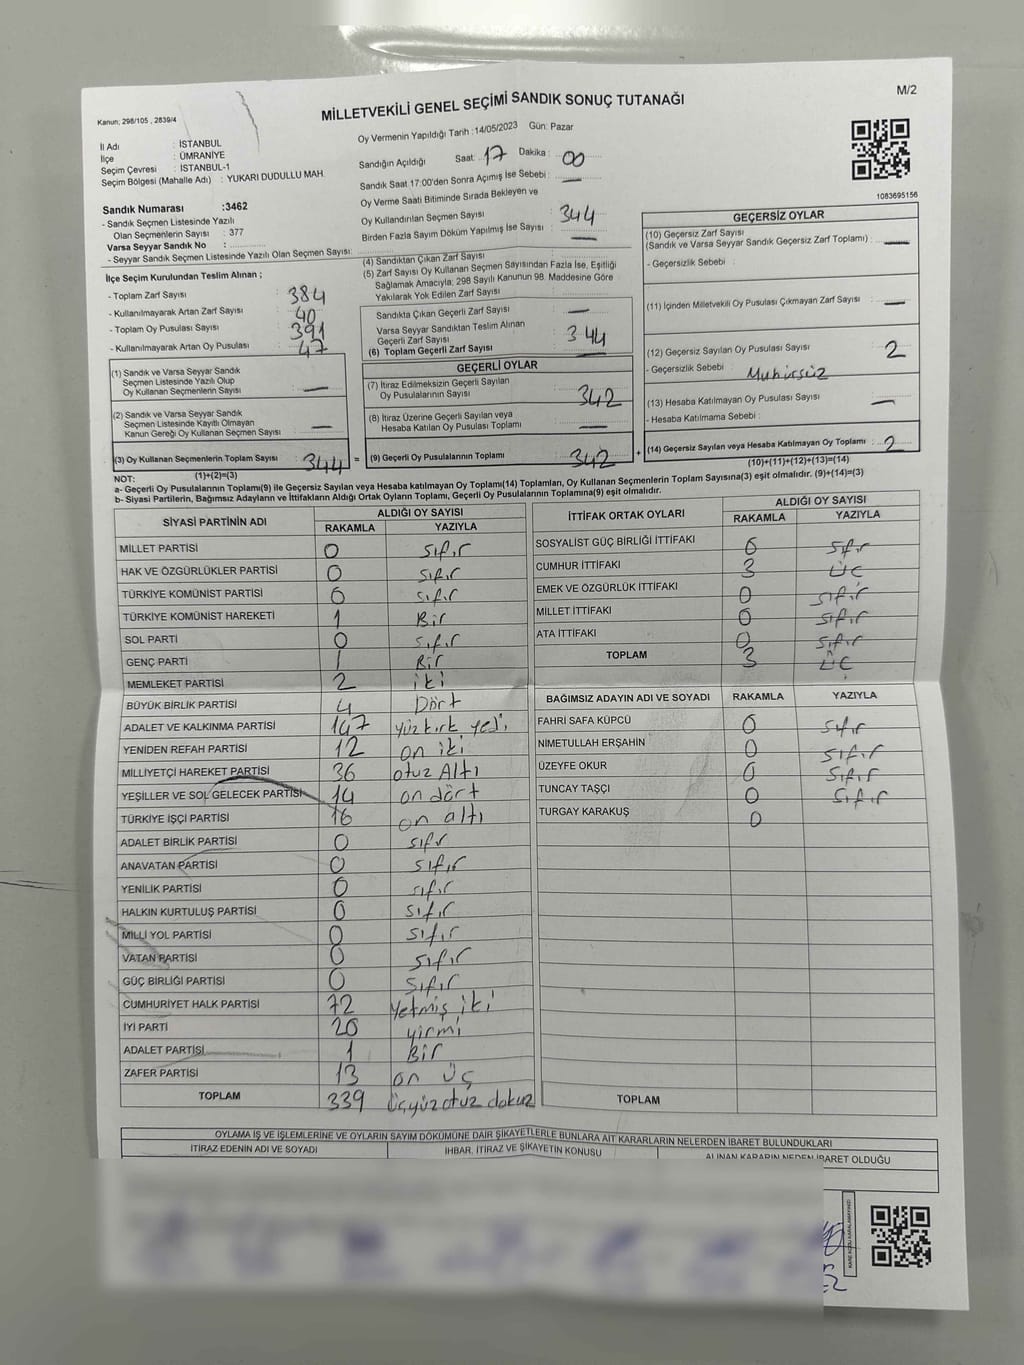 M/2
Kanun; 298/105 , 2839/4
MİLLETVEKİLİ GENEL SEÇİMİ SANDIK SONUÇ TUTANAĞI
İl Adı : İSTANBUL
İlçe : ÜMRANİYE
Seçim Çevresi : İSTANBUL-1
Seçim Bölgesi (Mahalle Adı) : YUKARI DUDULLU MAH.
Sandık Numarası :3462
- Sandık Seçmen Listesinde Yazılı
Olan Seçmenlerin Sayısı : 377
Varsa Seyyar Sandık No :
- Seyyar Sandık Seçmen Listesinde Yazılı Olan Seçmen Sayısı:
Oy Vermenin Yapıldığı Tarih :14/05/2023 Gün: Pazar
Sandığın Açıldığı Saat: 17 Dakika : 00
Sandık Saat 17:00'den Sonra Açımış İse Sebebi : —
Oy Verme Saati Bitiminde Sırada Bekleyen ve
Oy Kullandırılan Seçmen Sayısı : 344
Birden Fazla Sayım Döküm Yapılmış İse Sayısı : —
1083695156
İlçe Seçim Kurulundan Teslim Alınan ;
- Toplam Zarf Sayısı : 384
- Kullanılmayarak Artan Zarf Sayısı : 40
- Toplam Oy Pusulası Sayısı : 391
- Kullanılmayarak Artan Oy Pusulası : 47
(1) Sandık ve Varsa Seyyar Sandık
Seçmen Listesinde Yazılı Olup
Oy Kullanan Seçmenlerin Sayısı : —
(2) Sandık ve Varsa Seyyar Sandık
Seçmen Listesinde Kayıtlı Olmayan
Kanun Gereği Oy Kullanan Seçmen Sayısı : —
(3) Oy Kullanan Seçmenlerin Toplam Sayısı : 344 =
(1)+(2)=(3)
(4) Sandıktan Çıkan Zarf Sayısı :
(5) Zarf Sayısı Oy Kullanan Seçmen Sayısından Fazla İse, Eşitliği
Sağlamak Amacıyla; 298 Sayılı Kanunun 98. Maddesine Göre
Yakılarak Yok Edilen Zarf Sayısı :
Sandıkta Çıkan Geçerli Zarf Sayısı : —
Varsa Seyyar Sandıktan Teslim Alınan
Geçerli Zarf Sayısı : 344
(6) Toplam Geçerli Zarf Sayısı :
GEÇERLİ OYLAR
(7) İtiraz Edilmeksizin Geçerli Sayılan
Oy Pusulasının Sayısı : 342
(8) İtiraz Üzerine Geçerli Sayılan veya
Hesaba Katılan Oy Pusulası Toplamı : —
(9) Geçerli Oy Pusulalarının Toplamı : 342 +
GEÇERSİZ OYLAR
(10) Geçersiz Zarf Sayısı
(Sandık ve Varsa Seyyar Sandık Geçersiz Zarf Toplamı) : —
- Geçersizlik Sebebi :
(11) İçinden Milletvekili Oy Pusulası Çıkmayan Zarf Sayısı : —
(12) Geçersiz Sayılan Oy Pusulası Sayısı : 2
- Geçersizlik Sebebi : Muhürsüz
(13) Hesaba Katılmayan Oy Pusulası Sayısı : —
- Hesaba Katılmama Sebebi :
(14) Geçersiz Sayılan veya Hesaba Katılmayan Oy Toplamı : 2
(10)+(11)+(12)+(13)=(14)
NOT:
a- Geçerli Oy Pusulalarının Toplamı(9) ile Geçersiz Sayılan veya Hesaba katılmayan Oy Toplamı(14) Toplamları, Oy Kullanan Seçmenlerin Toplam Sayısına(3) eşit olmalıdır. (9)+(14)=(3)
b- Siyasi Partilerin, Bağımsız Adayların ve İttifakların Aldığı Ortak Oyların Toplamı, Geçerli Oy Pusulalarının Toplamına(9) eşit olmalıdır.
SİYASİ PARTİNİN ADI ALDIĞI OY SAYISI
RAKAMLA YAZIYLA
MİLLET PARTİSİ 0 sıfır
HAK VE ÖZGÜRLÜKLER PARTİSİ 0 sıfır
TÜRKİYE KOMÜNİST PARTİSİ 0 sıfır
TÜRKİYE KOMÜNİST HAREKETİ 1 Bir
SOL PARTİ 0 sıfır
GENÇ PARTİ 1 Bir
MEMLEKET PARTİSİ 2 iki
BÜYÜK BİRLİK PARTİSİ 4 Dört
ADALET VE KALKINMA PARTİSİ 147 yüz kırk yedi
YENİDEN REFAH PARTİSİ 12 on iki
MİLLİYETÇİ HAREKET PARTİSİ 36 otuz Altı
YEŞİLLER VE SOL GELECEK PARTİSİ 14 on dört
TÜRKİYE İŞÇİ PARTİSİ 16 on altı
ADALET BİRLİK PARTİSİ 0 sıfır
ANAVATAN PARTİSİ 0 sıfır
YENİLİK PARTİSİ 0 sıfır
HALKIN KURTULUŞ PARTİSİ 0 sıfır
MİLLİ YOL PARTİSİ 0 sıfır
VATAN PARTİSİ 0 sıfır
GÜÇ BİRLİĞİ PARTİSİ 0 sıfır
CUMHURİYET HALK PARTİSİ 72 yetmiş iki
İYİ PARTİ 20 yirmi
ADALET PARTİSİ 1 Bir
ZAFER PARTİSİ 13 on üç
TOPLAM 339 üçyüz otuz dokuz
İTTİFAK ORTAK OYLARI ALDIĞI OY SAYISI
RAKAMLA YAZIYLA
SOSYALİST GÜÇ BİRLİĞİ İTTİFAKI 0 sıfır
CUMHUR İTTİFAKI 3 üç
EMEK VE ÖZGÜRLÜK İTTİFAKI 0 sıfır
MİLLET İTTİFAKI 0 sıfır
ATA İTTİFAKI 0 sıfır
TOPLAM 3 üç
BAĞIMSIZ ADAYIN ADI VE SOYADI RAKAMLA YAZIYLA
FAHRİ SAFA KÜPCÜ 0 sıfır
NİMETULLAH ERŞAHİN 0 sıfır
ÜZEYFE OKUR 0 sıfır
TUNCAY TAŞÇI 0 sıfır
TURGAY KARAKUŞ 0
TOPLAM
OYLAMA İŞ VE İŞLEMLERİNE VE OYLARIN SAYIM DÖKÜMÜNE DAİR ŞİKAYETLERLE BUNLARA AİT KARARLARIN NELERDEN İBARET BULUNDUKLARI
İTİRAZ EDENİN ADI VE SOYADI İHBAR, İTİRAZ VE ŞİKAYETİN KONUSU ALINAN KARARIN NEDEN İBARET OLDUĞU